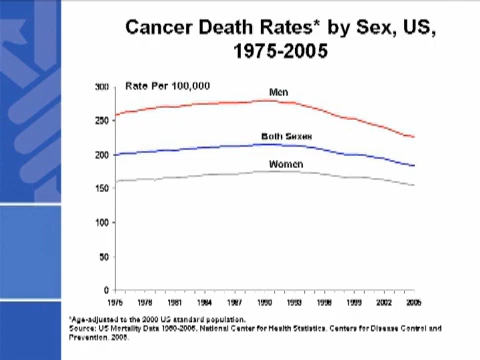 Cancer Death Rates* by Sex, US,
1975-2005
Rate Per 100,000
300
250
200
150
100
50
0
Men
Both Sexes
Women
1975 1978 1981 1984 1987 1990 1993 1996 1999 2002 2005
*Age-adjusted to the 2000 US standard population.
Source: US Mortality Data 1960-2005, National Center for Health Statistics, Centers for Disease Control and
Prevention, 2008.